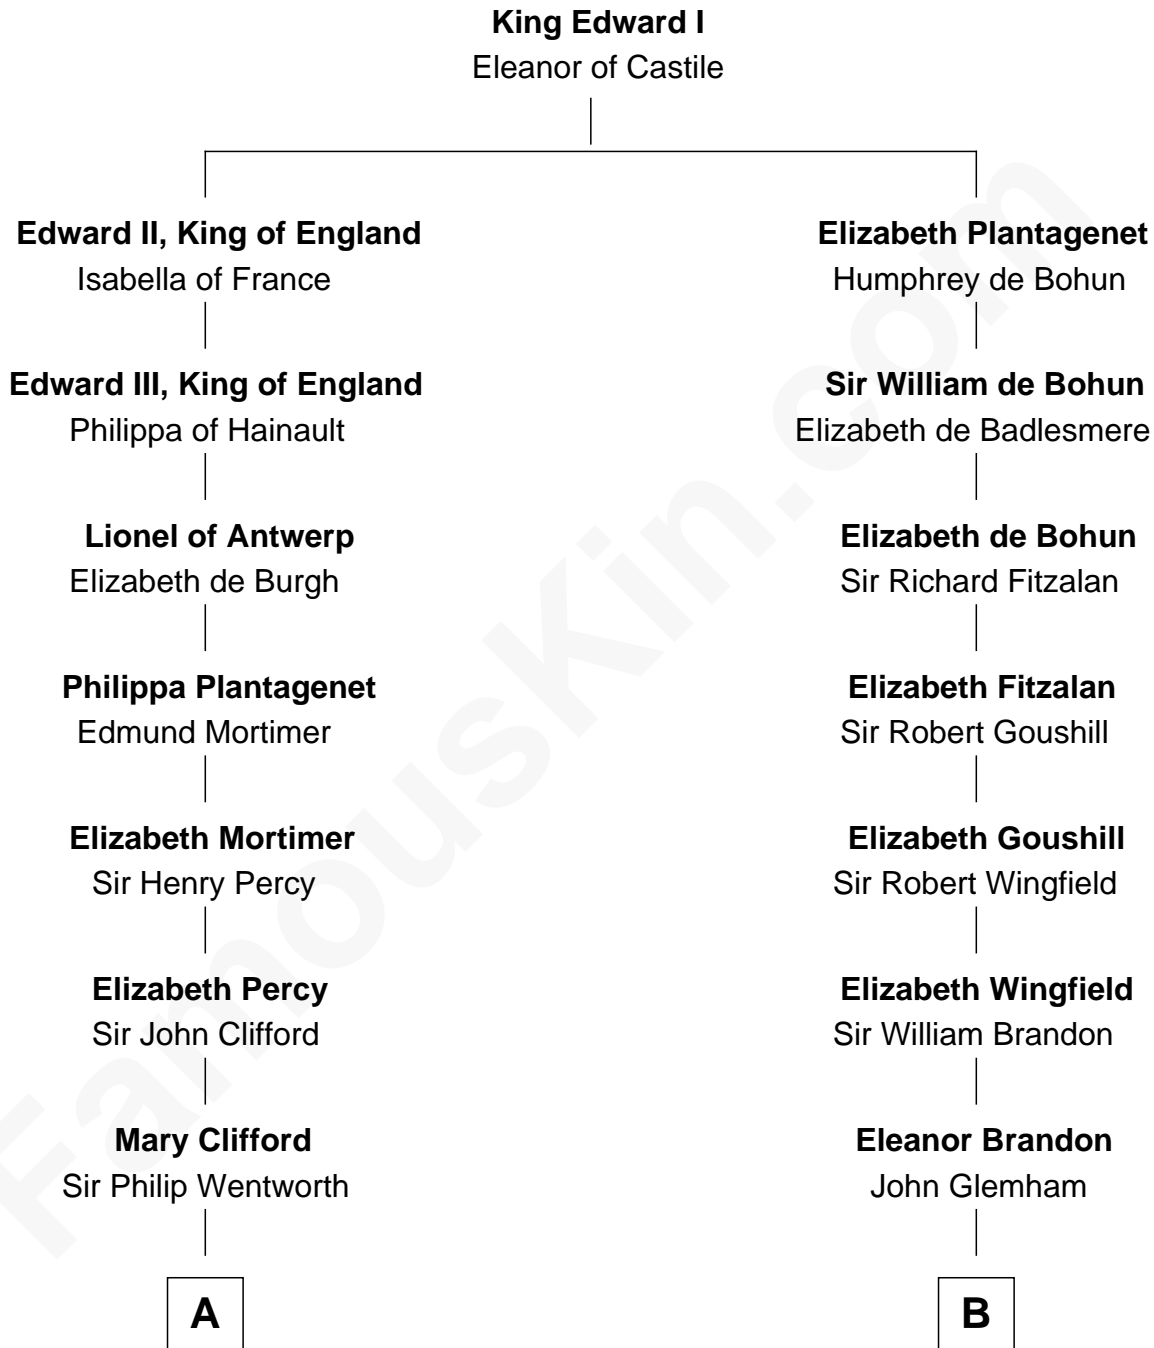 King Edward I
Eleanor of Castile
Edward II, King of England
Isabella of France
Elizabeth Plantagenet
Humphrey de Bohun
Edward III, King of England
Philippa of Hainault
Sir William de Bohun
Elizabeth de Badlesmere
Lionel of Antwerp
Elizabeth de Burgh
Elizabeth de Bohun
Sir Richard Fitzalan
Philippa Plantagenet
Edmund Mortimer
Elizabeth Fitzalan
Sir Robert Goushill
Elizabeth Mortimer
Sir Henry Percy
Elizabeth Goushill
Sir Robert Wingfield
Elizabeth Percy
Sir John Clifford
Elizabeth Wingfield
Sir William Brandon
Mary Clifford
Sir Philip Wentworth
Eleanor Brandon
John Glemham
A
B
FamousKin.com